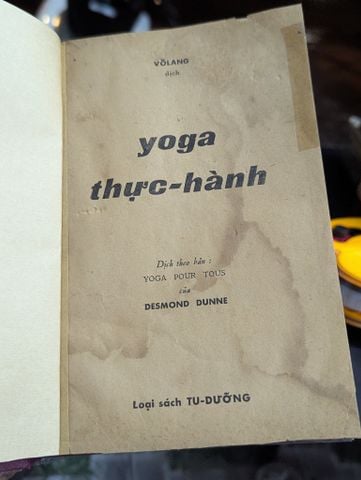 VÕLANG
dịch
yoga
thực-hành
Dịch theo bản :
YOGA POUR TOUS
của
DESMOND DUNNE
Loại sách TU-DƯỠNG